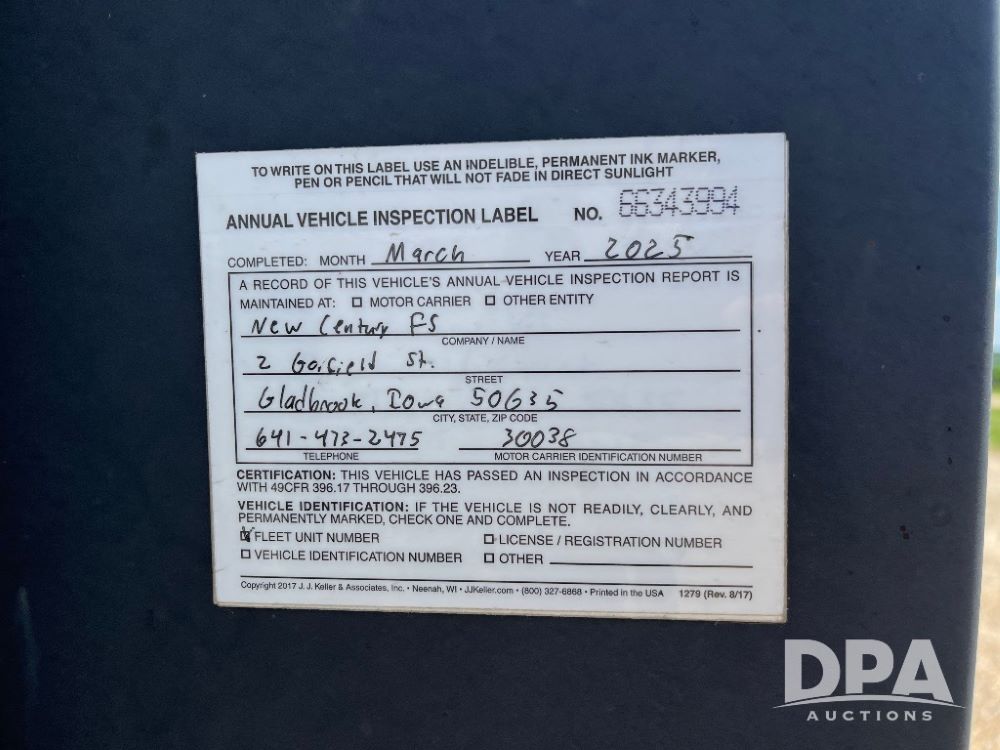 TO WRITE ON THIS LABEL USE AN INDELIBLE, PERMANENT INK MARKER,
PEN OR PENCIL THAT WILL NOT FADE IN DIRECT SUNLIGHT
ANNUAL VEHICLE INSPECTION LABEL NO. 66343994
COMPLETED: MONTH March YEAR 2025
A RECORD OF THIS VEHICLE'S ANNUAL VEHICLE INSPECTION REPORT IS
MAINTAINED AT: ☐ MOTOR CARRIER ☐ OTHER ENTITY
New Century FS
COMPANY / NAME
2 Garfield St.
STREET
Gladbrook, Iowa 50635
CITY, STATE, ZIP CODE
641-473-2475 30038
TELEPHONE MOTOR CARRIER IDENTIFICATION NUMBER
CERTIFICATION: THIS VEHICLE HAS PASSED AN INSPECTION IN ACCORDANCE
WITH 49CFR 396.17 THROUGH 396.23.
VEHICLE IDENTIFICATION: IF THE VEHICLE IS NOT READILY, CLEARLY, AND
PERMANENTLY MARKED, CHECK ONE AND COMPLETE.
☑ FLEET UNIT NUMBER ☐ LICENSE / REGISTRATION NUMBER
☐ VEHICLE IDENTIFICATION NUMBER ☐ OTHER
Copyright 2017 J. J. Keller & Associates, Inc. • Neenah, WI • JJKeller.com • (800) 327-6868 • Printed in the USA 1279 (Rev. 8/17)
DPA
AUCTIONS